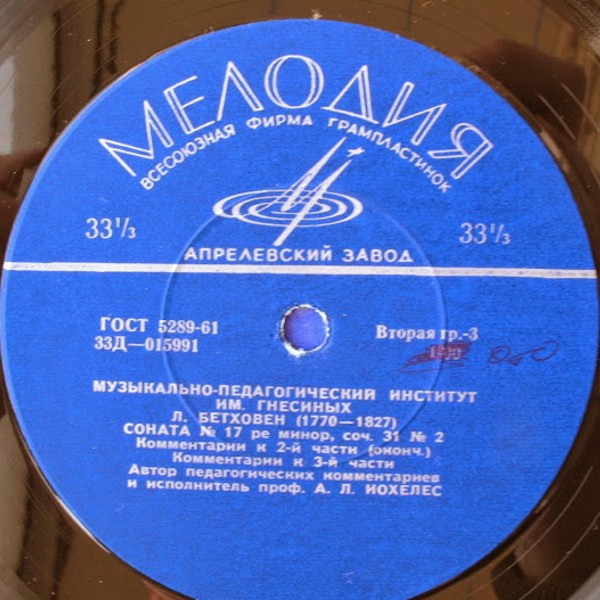 МЕЛОДИЯ
ВСЕСОЮЗНАЯ ФИРМА ГРАМПЛАСТИНОК
33⅓ 33⅓
АПРЕЛЕВСКИЙ ЗАВОД
ГОСТ 5289-61 Вторая гр.-3
33Д—015991
МУЗЫКАЛЬНО-ПЕДАГОГИЧЕСКИЙ ИНСТИТУТ
ИМ. ГНЕСИНЫХ
Л. БЕТХОВЕН (1770—1827)
СОНАТА № 17 ре минор, соч. 31 № 2
Комментарии к 2-й части (оконч.)
Комментарии к 3-й части
Автор педагогических комментариев
и исполнитель проф. А. Л. ИОХЕЛЕС